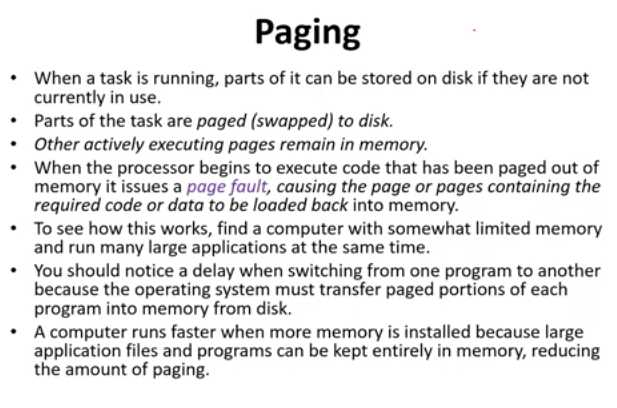 Paging
• When a task is running, parts of it can be stored on disk if they are not
currently in use.
• Parts of the task are paged (swapped) to disk.
• Other actively executing pages remain in memory.
• When the processor begins to execute code that has been paged out of
memory it issues a page fault, causing the page or pages containing the
required code or data to be loaded back into memory.
• To see how this works, find a computer with somewhat limited memory
and run many large applications at the same time.
• You should notice a delay when switching from one program to another
because the operating system must transfer paged portions of each
program into memory from disk.
• A computer runs faster when more memory is installed because large
application files and programs can be kept entirely in memory, reducing
the amount of paging.